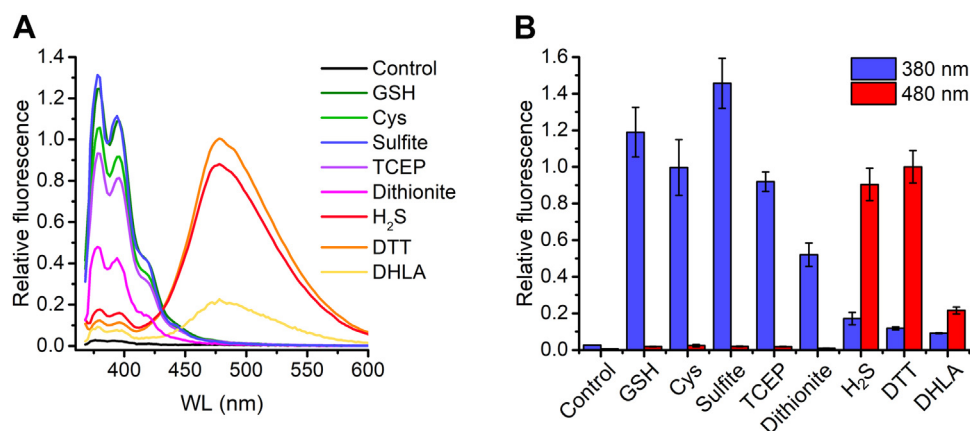 A
Relative fluorescence
1.4
1.2
1.0
0.8
0.6
0.4
0.2
0.0
400
450
500
550
600
WL (nm)
Control
GSH
Cys
Sulfite
TCEP
Dithionite
H₂S
DTT
DHLA
B
Relative fluorescence
1.6
1.4
1.2
1.0
0.8
0.6
0.4
0.2
0.0
380 nm
480 nm
Control
GSH
Cys
Sulfite
TCEP
Dithionite
H₂S
DTT
DHLA